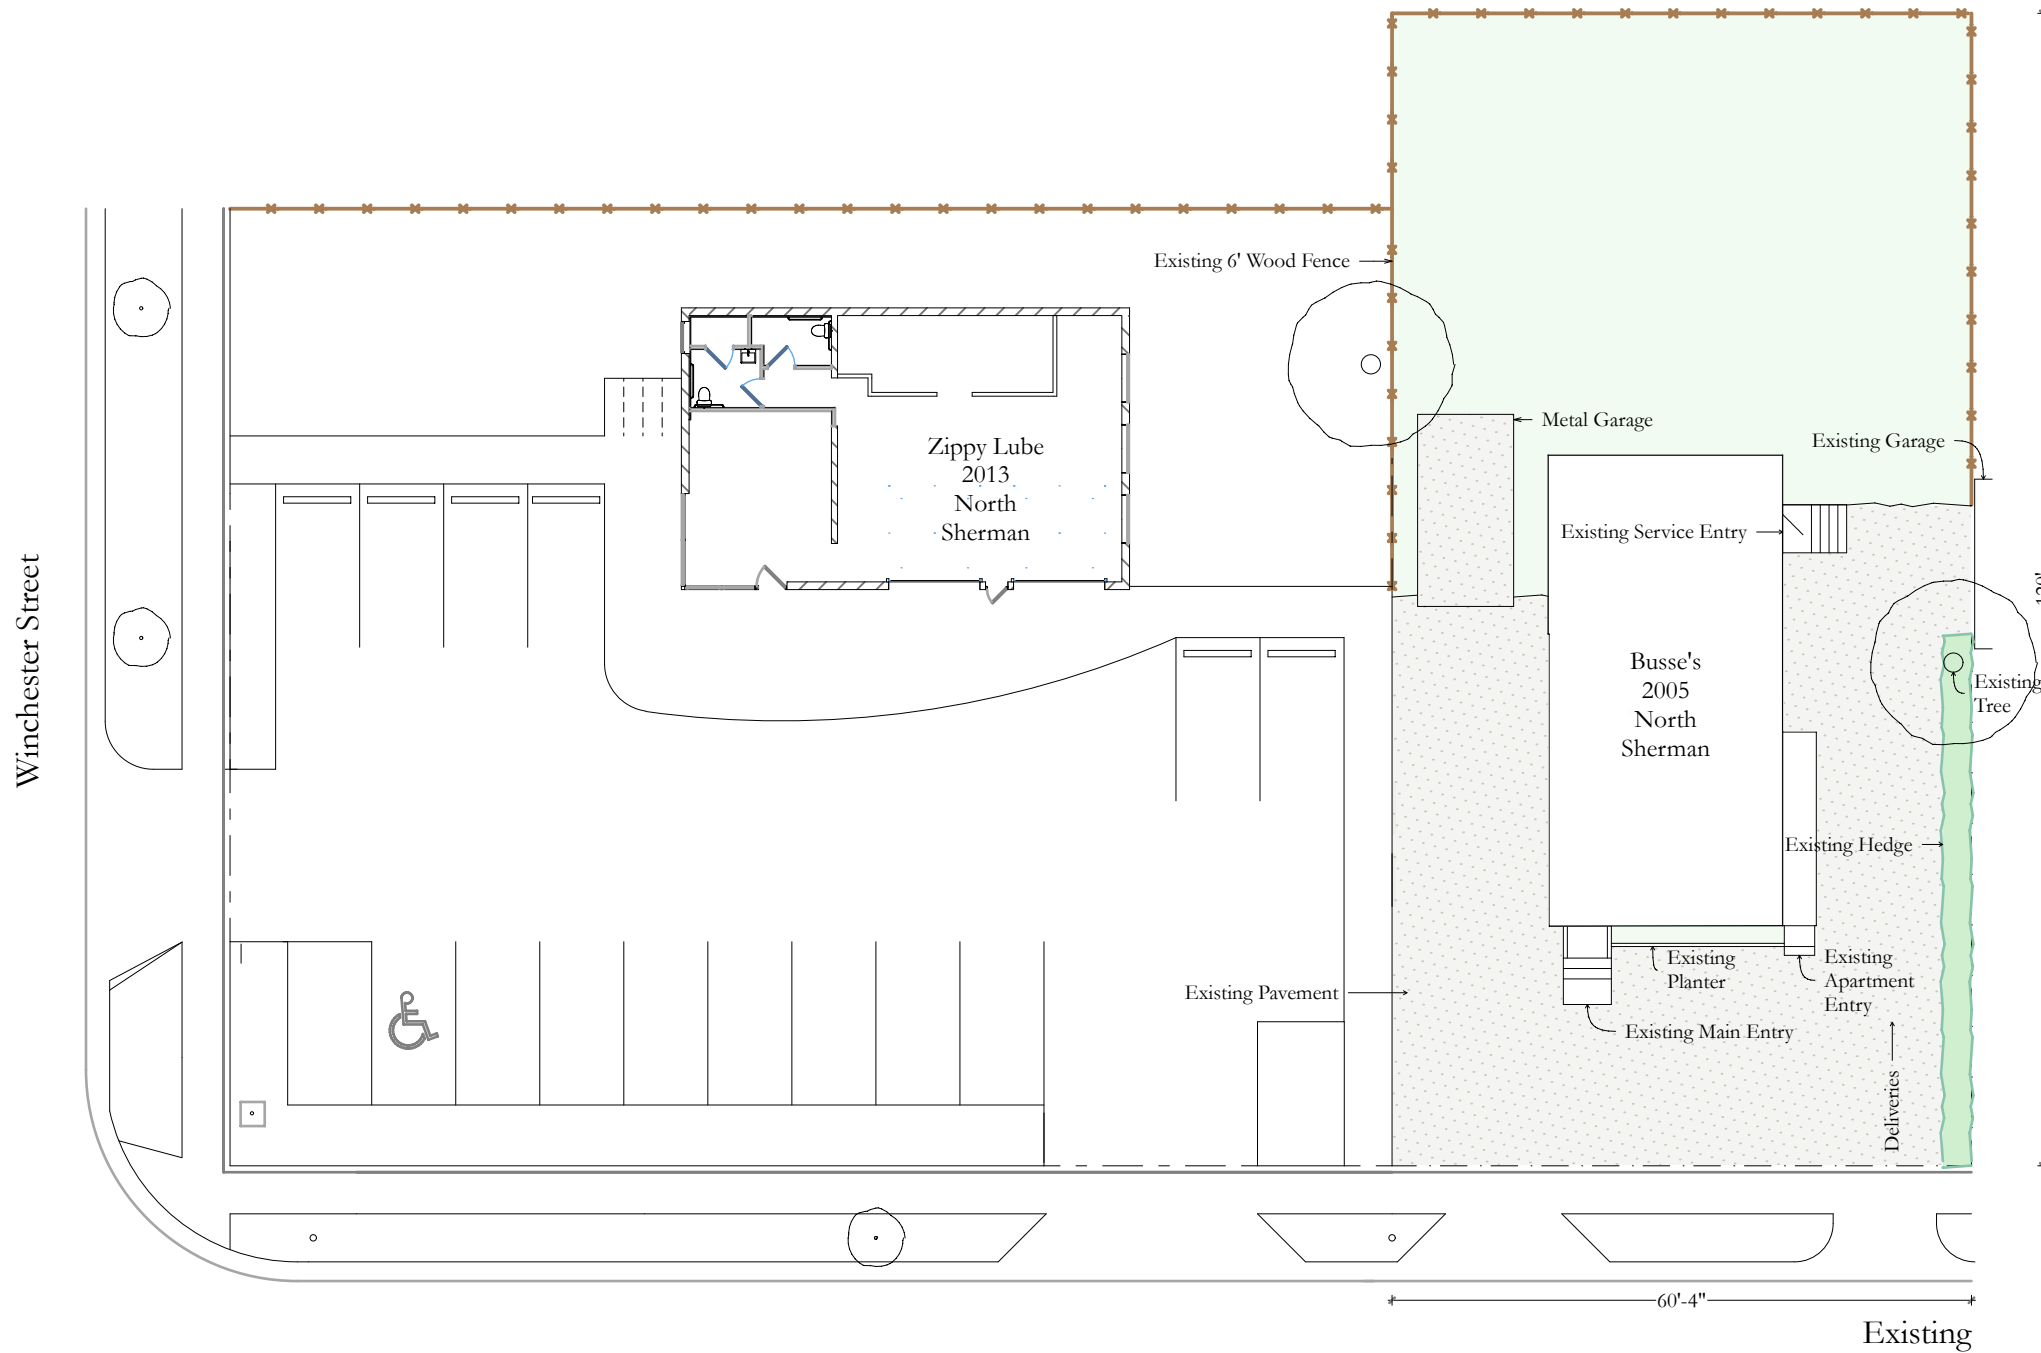 Existing 6' Wood Fence
Metal Garage
Existing Garage
Zippy Lube
2013
North
Sherman
Existing Service Entry
Winchester Street
Busse's
2005
North
Sherman
Existing
Tree
Existing Hedge
Existing Pavement
Existing
Planter
Existing
Apartment
Entry
Existing Main Entry
Deliveries
60'-4"
Existing